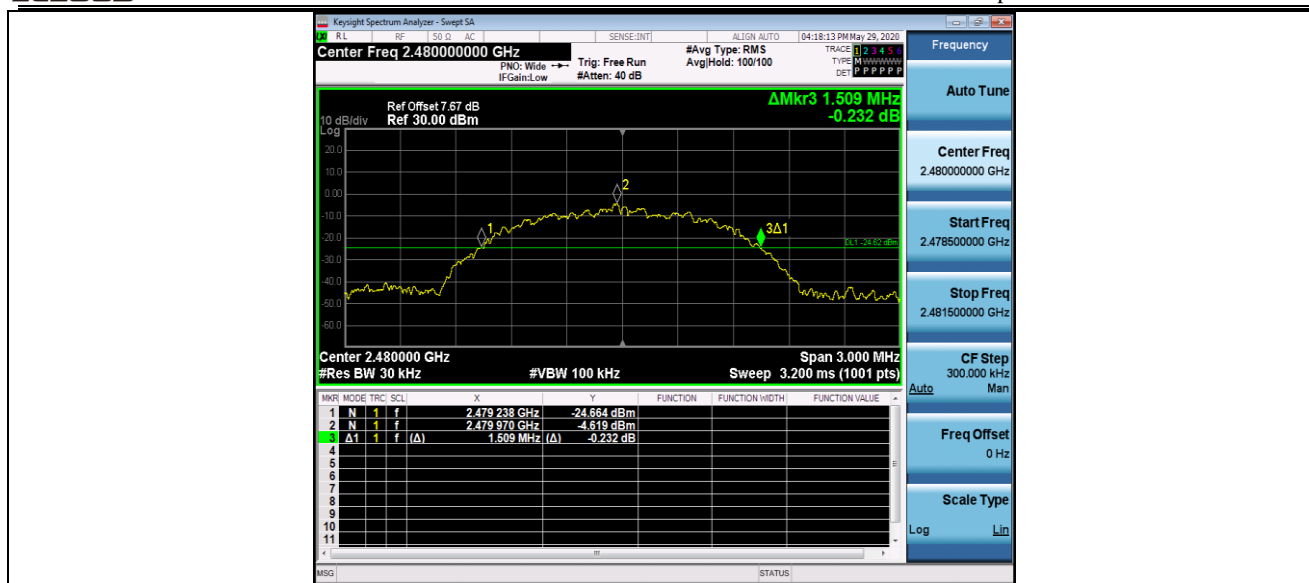 Keysight Spectrum Analyzer - Swept SA
RL RF 50 Ω AC SENSE:INT ALIGN AUTO 04:18:13 PM May 29, 2020
Center Freq 2.480000000 GHz
PNO: Wide
IFGain:Low
Trig: Free Run
#Atten: 40 dB
#Avg Type: RMS
Avg|Hold: 100/100
TRACE 1 2 3 4 5 6
TYPE M W W W W W
DET P P P P P P
Frequency
Ref Offset 7.67 dB
10 dB/div Ref 30.00 dBm
Log
ΔMkr3 1.509 MHz
-0.232 dB
20.0
10.0
0.00
-10.0
-20.0
-30.0
-40.0
-50.0
-60.0
2
1
3Δ1
DL1 -24.62 dBm
Center 2.480000 GHz Span 3.000 MHz
#Res BW 30 kHz #VBW 100 kHz Sweep 3.200 ms (1001 pts)
MKR MODE TRC SCL X Y FUNCTION FUNCTION WIDTH FUNCTION VALUE
1 N 1 f 2.479 238 GHz -24.664 dBm
2 N 1 f 2.479 970 GHz -4.619 dBm
3 Δ1 1 f (Δ) 1.509 MHz (Δ) -0.232 dB
4
5
6
7
8
9
10
11
MSG STATUS
Auto Tune
Center Freq
2.480000000 GHz
Start Freq
2.478500000 GHz
Stop Freq
2.481500000 GHz
CF Step
300.000 kHz
Auto Man
Freq Offset
0 Hz
Scale Type
Log Lin